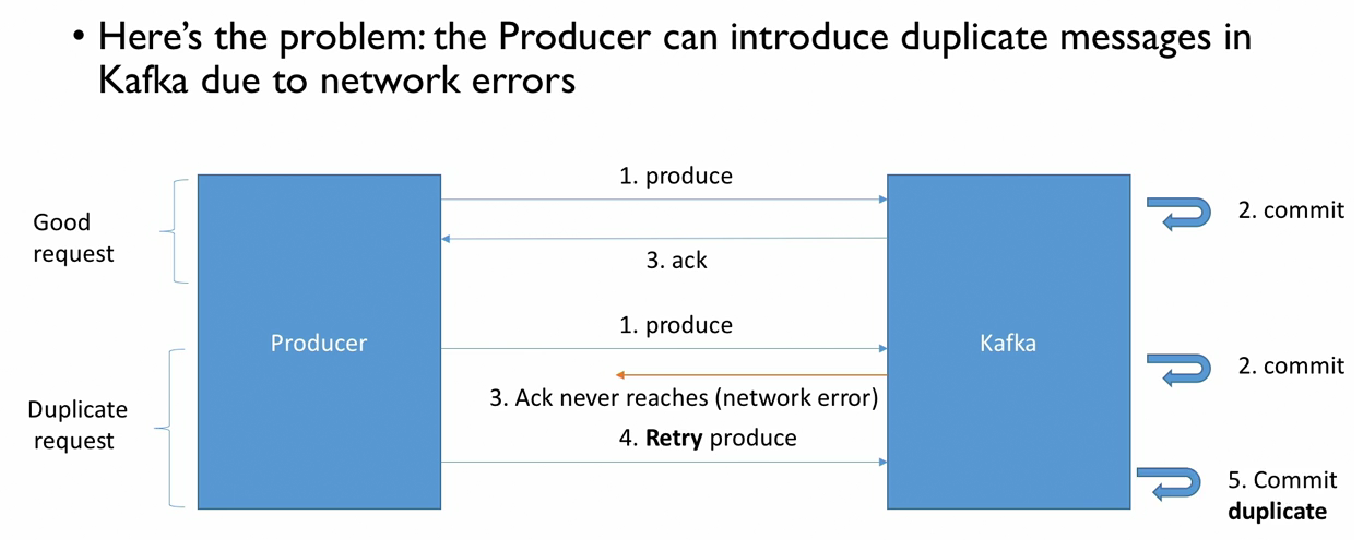 • Here's the problem: the Producer can introduce duplicate messages in
Kafka due to network errors
Good
request
1. produce
2. commit
3. ack
Producer
Kafka
Duplicate
request
1. produce
2. commit
3. Ack never reaches (network error)
4. Retry produce
5. Commit
duplicate